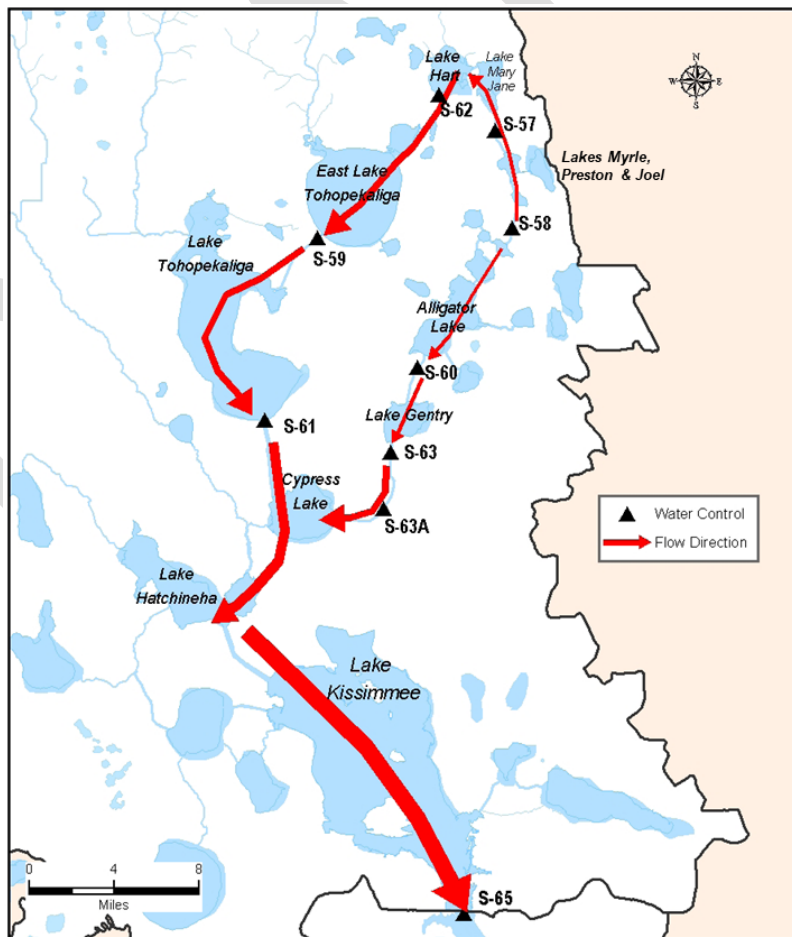 Lake
Hart
Lake
Mary
Jane
N
W
E
S
S-62
S-57
Lakes Myrle,
Preston & Joel
East Lake
Tohopekaliga
S-58
S-59
Lake
Tohopekaliga
Alligator
Lake
S-60
Lake Gentry
S-61
S-63
Cypress
Lake
S-63A
Water Control
Flow Direction
Lake
Hatchineha
Lake
Kissimmee
0
4
8
Miles
S-65